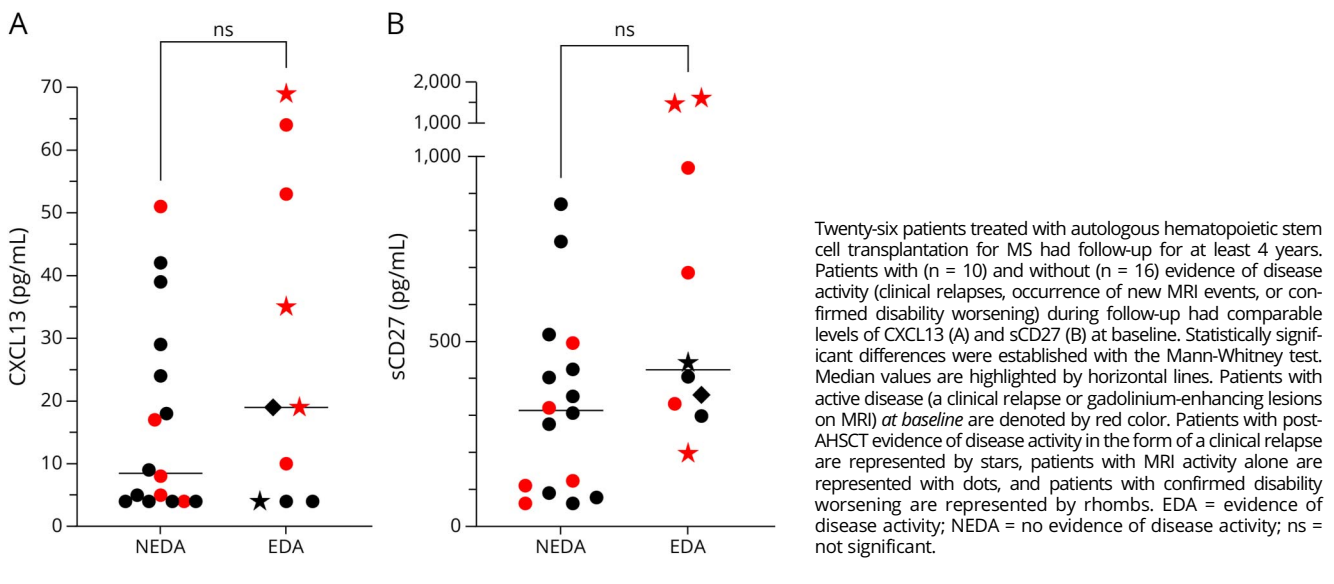 A
ns
CXCL13 (pg/mL)
70
60
50
40
30
20
10
0
NEDA
EDA
B
ns
sCD27 (pg/mL)
2,000
1,000
1,000
500
0
NEDA
EDA
Twenty-six patients treated with autologous hematopoietic stem
cell transplantation for MS had follow-up for at least 4 years.
Patients with (n = 10) and without (n = 16) evidence of disease
activity (clinical relapses, occurrence of new MRI events, or con-
firmed disability worsening) during follow-up had comparable
levels of CXCL13 (A) and sCD27 (B) at baseline. Statistically signif-
icant differences were established with the Mann-Whitney test.
Median values are highlighted by horizontal lines. Patients with
active disease (a clinical relapse or gadolinium-enhancing lesions
on MRI) at baseline are denoted by red color. Patients with post-
AHSCT evidence of disease activity in the form of a clinical relapse
are represented by stars, patients with MRI activity alone are
represented with dots, and patients with confirmed disability
worsening are represented by rhombs. EDA = evidence of
disease activity; NEDA = no evidence of disease activity; ns =
not significant.